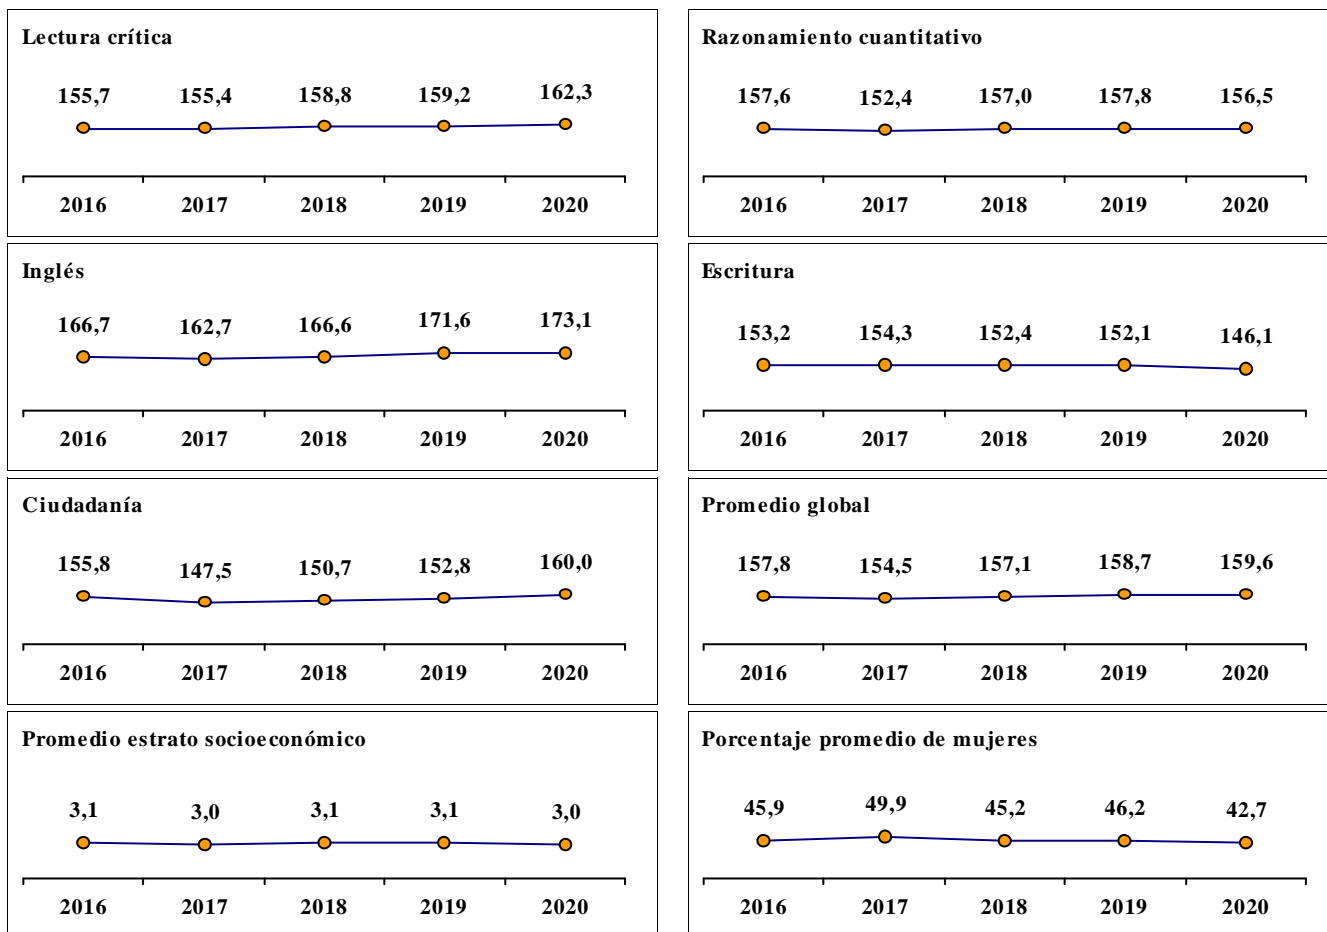 Lectura crítica
155,7 155,4 158,8 159,2 162,3
2016 2017 2018 2019 2020
Razonamiento cuantitativo
157,6 152,4 157,0 157,8 156,5
2016 2017 2018 2019 2020
Inglés
166,7 162,7 166,6 171,6 173,1
2016 2017 2018 2019 2020
Escritura
153,2 154,3 152,4 152,1 146,1
2016 2017 2018 2019 2020
Ciudadanía
155,8 147,5 150,7 152,8 160,0
2016 2017 2018 2019 2020
Promedio global
157,8 154,5 157,1 158,7 159,6
2016 2017 2018 2019 2020
Promedio estrato socioeconómico
3,1 3,0 3,1 3,1 3,0
2016 2017 2018 2019 2020
Porcentaje promedio de mujeres
45,9 49,9 45,2 46,2 42,7
2016 2017 2018 2019 2020